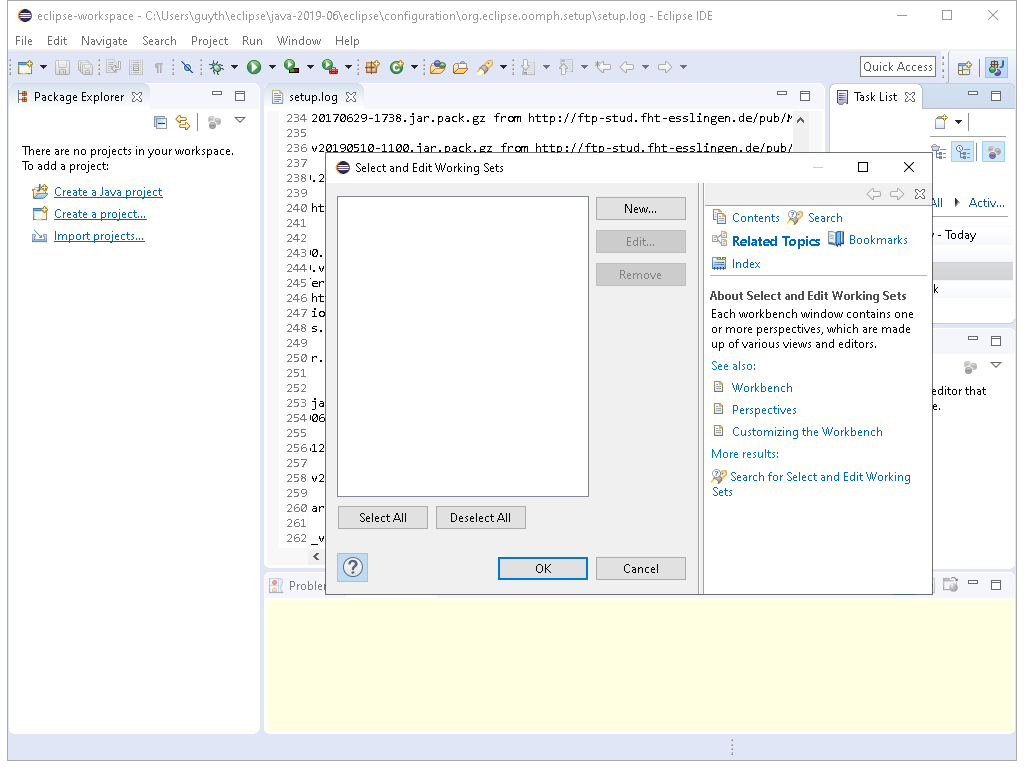 eclipse-workspace - C:\Users\guyth\eclipse\java-2019-06\eclipse\configuration\org.eclipse.oomph.setup\setup.log - Eclipse IDE
File Edit Navigate Search Project Run Window Help
Quick Access
Package Explorer
There are no projects in your workspace.
To add a project:
Create a Java project
Create a project...
Import projects...
setup.log
234 20170629-1738.jar.pack.gz from http://ftp-stud.fht-esslingen.de/pub/M
235
236 v20190510-1100.jar.pack.gz from http://ftp-stud.fht-esslingen.de/pub/
237
238 .2
239
240 ht
241
242
243 0.
244 .v
245 er
246 ht
247 io
248 s.
249
250 r.
251
252
253 ja
254 06
255
256 12
257
258 v2
259
260 ar
261
262 _v
Task List
All Activ...
- Today
k
editor that
e.
Problem
Select and Edit Working Sets
New...
Edit...
Remove
Select All
Deselect All
OK
Cancel
Contents Search
Related Topics Bookmarks
Index
About Select and Edit Working Sets
Each workbench window contains one
or more perspectives, which are made
up of various views and editors.
See also:
Workbench
Perspectives
Customizing the Workbench
More results:
Search for Select and Edit Working
Sets